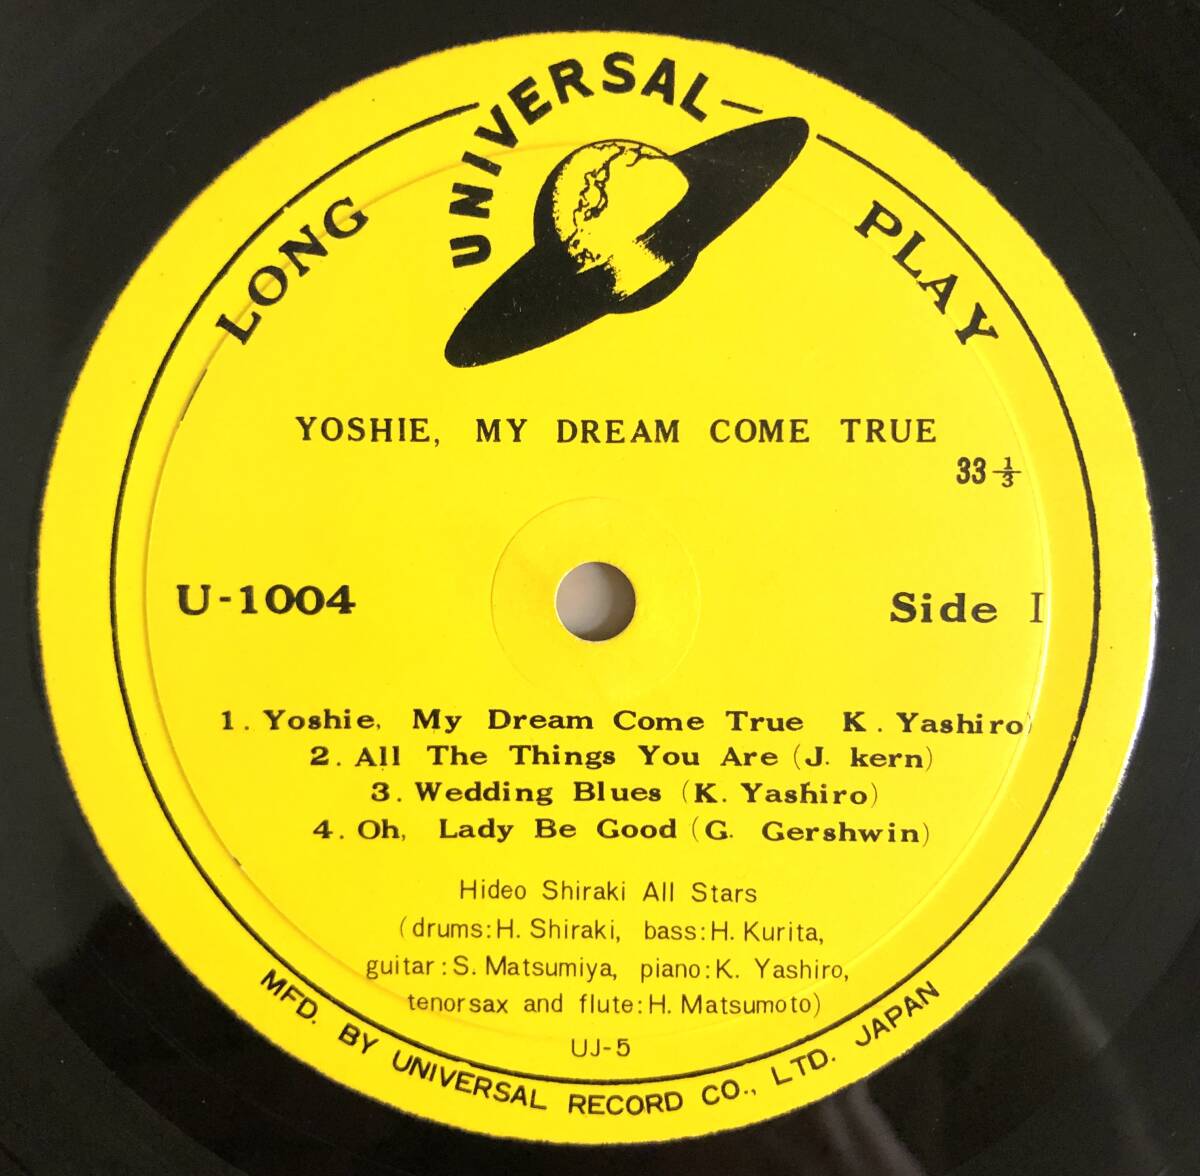 UNIVERSAL
LONG PLAY
YOSHIE, MY DREAM COME TRUE
33 1/3
U-1004
Side I
1. Yoshie, My Dream Come True K. Yashiro)
2. All The Things You Are (J. kern)
3. Wedding Blues (K. Yashiro)
4. Oh, Lady Be Good (G. Gershwin)
Hideo Shiraki All Stars
(drums:H. Shiraki, bass:H. Kurita,
guitar:S. Matsumiya, piano:K. Yashiro,
tenorsax and flute:H. Matsumoto)
UJ-5
MFD. BY UNIVERSAL RECORD CO., LTD. JAPAN